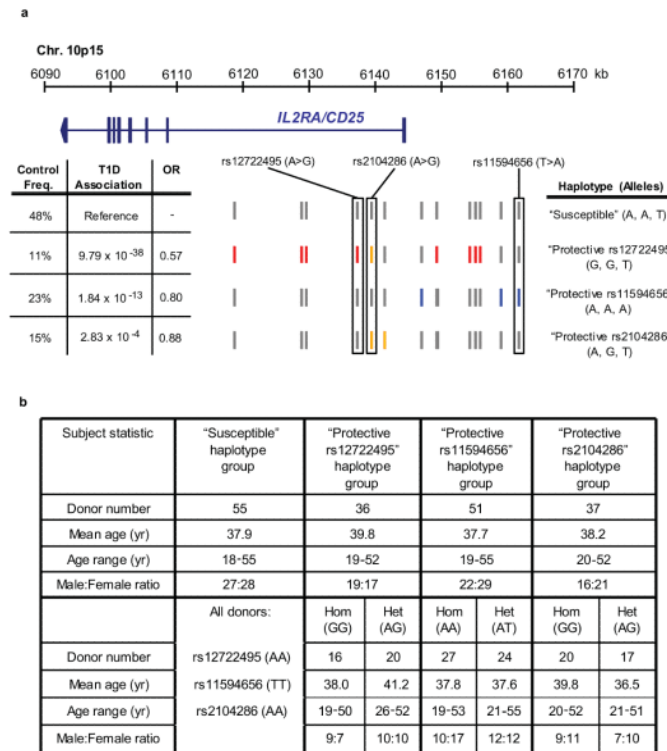 a
Chr. 10p15
6090 6100 6110 6120 6130 6140 6150 6160 6170 kb
IL2RA/CD25
rs12722495 (A>G) rs2104286 (A>G) rs11594656 (T>A)
Control Freq. T1D Association OR Haplotype (Alleles)
48% Reference - "Susceptible" (A, A, T)
11% 9.79 x 10 -38 0.57 "Protective rs12722495
(G, G, T)
23% 1.84 x 10 -13 0.80 "Protective rs11594656
(A, A, A)
15% 2.83 x 10 -4 0.88 "Protective rs2104286
(A, G, T)
b
Subject statistic "Susceptible" haplotype group "Protective rs12722495" haplotype group "Protective rs11594656" haplotype group "Protective rs2104286" haplotype group
Donor number 55 36 51 37
Mean age (yr) 37.9 39.8 37.7 38.2
Age range (yr) 18-55 19-52 19-55 20-52
Male:Female ratio 27:28 19:17 22:29 16:21
All donors: Hom (GG) Het (AG) Hom (AA) Het (AT) Hom (GG) Het (AG)
Donor number rs12722495 (AA) 16 20 27 24 20 17
Mean age (yr) rs11594656 (TT) 38.0 41.2 37.8 37.6 39.8 36.5
Age range (yr) rs2104286 (AA) 19-50 26-52 19-53 21-55 20-52 21-51
Male:Female ratio 9:7 10:10 10:17 12:12 9:11 7:10